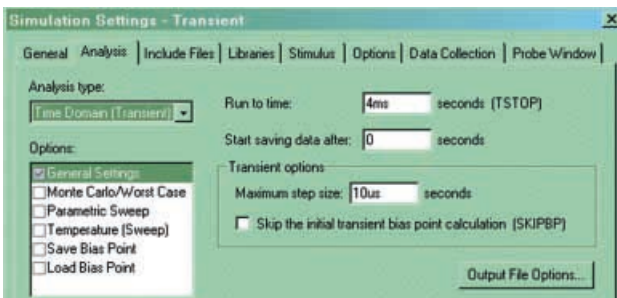 Simulation Settings - Transient
General Analysis Include Files Libraries Stimulus Options Data Collection Probe Window
Analysis type:
Time Domain (Transient)
Run to time: 4ms seconds (TSTOP)
Start saving data after: 0 seconds
Options:
General Settings
Monte Carlo/Worst Case
Parametric Sweep
Temperature (Sweep)
Save Bias Point
Load Bias Point
Transient options
Maximum step size: 10us seconds
Skip the initial transient bias point calculation (SKIPBP)
Output File Options...